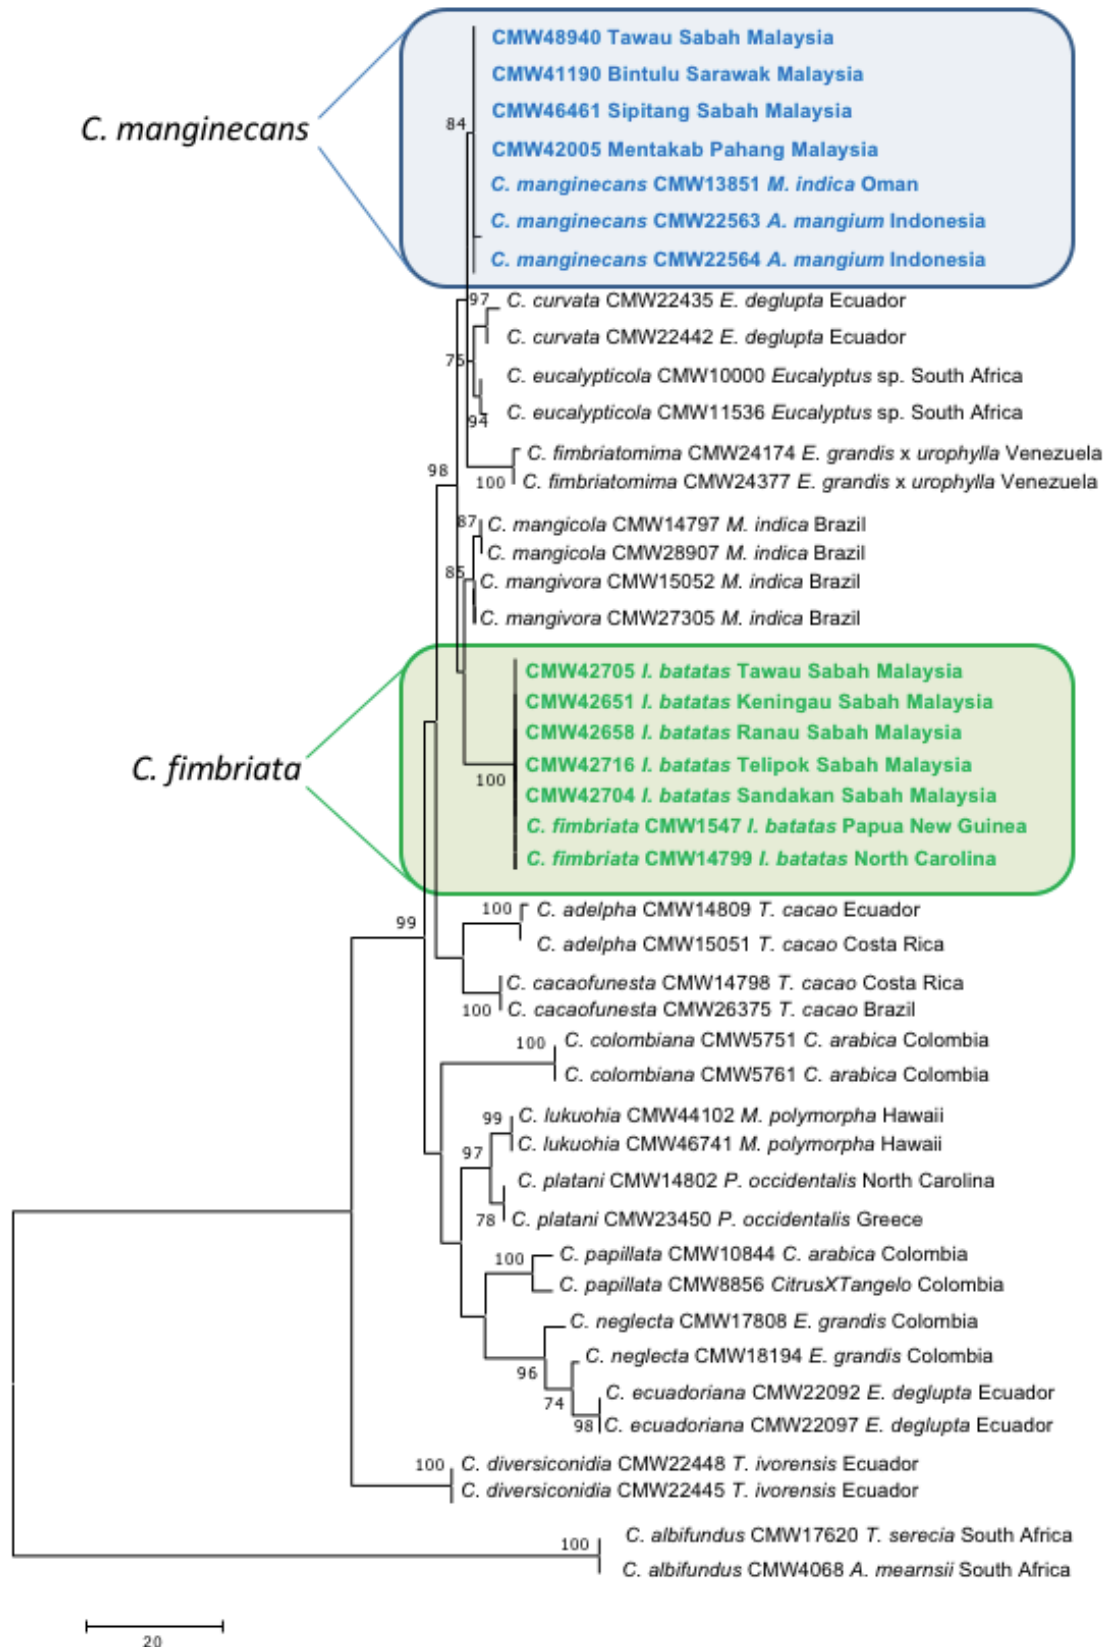 CMW48940 Tawau Sabah Malaysia
CMW41190 Bintulu Sarawak Malaysia
CMW46461 Sipitang Sabah Malaysia
84
C. manginecans
CMW42005 Mentakab Pahang Malaysia
C. manginecans CMW13851 M. indica Oman
C. manginecans CMW22563 A. mangium Indonesia
C. manginecans CMW22564 A. mangium Indonesia
97
C. curvata CMW22435 E. deglupta Ecuador
C. curvata CMW22442 E. deglupta Ecuador
75
C. eucalypticola CMW10000 Eucalyptus sp. South Africa
C. eucalypticola CMW11536 Eucalyptus sp. South Africa
94
C. fimbriatomima CMW24174 E. grandis x urophylla Venezuela
98
100
C. fimbriatomima CMW24377 E. grandis x urophylla Venezuela
87
C. mangicola CMW14797 M. indica Brazil
C. mangicola CMW28907 M. indica Brazil
85
C. mangivora CMW15052 M. indica Brazil
C. mangivora CMW27305 M. indica Brazil
CMW42705 I. batatas Tawau Sabah Malaysia
CMW42651 I. batatas Keningau Sabah Malaysia
CMW42658 I. batatas Ranau Sabah Malaysia
C. fimbriata
CMW42716 I. batatas Telipok Sabah Malaysia
100
CMW42704 I. batatas Sandakan Sabah Malaysia
C. fimbriata CMW1547 I. batatas Papua New Guinea
C. fimbriata CMW14799 I. batatas North Carolina
99
100
C. adelpha CMW14809 T. cacao Ecuador
C. adelpha CMW15051 T. cacao Costa Rica
C. cacaofunesta CMW14798 T. cacao Costa Rica
100
C. cacaofunesta CMW26375 T. cacao Brazil
100
C. colombiana CMW5751 C. arabica Colombia
C. colombiana CMW5761 C. arabica Colombia
99
C. lukuohia CMW44102 M. polymorpha Hawaii
C. lukuohia CMW46741 M. polymorpha Hawaii
97
C. platani CMW14802 P. occidentalis North Carolina
78
C. platani CMW23450 P. occidentalis Greece
100
C. papillata CMW10844 C. arabica Colombia
C. papillata CMW8856 CitrusXTangelo Colombia
C. neglecta CMW17808 E. grandis Colombia
C. neglecta CMW18194 E. grandis Colombia
96
C. ecuadoriana CMW22092 E. deglupta Ecuador
74
98
C. ecuadoriana CMW22097 E. deglupta Ecuador
100
C. diversiconidia CMW22448 T. ivorensis Ecuador
C. diversiconidia CMW22445 T. ivorensis Ecuador
C. albifundus CMW17620 T. serecia South Africa
100
C. albifundus CMW4068 A. mearnsii South Africa
20